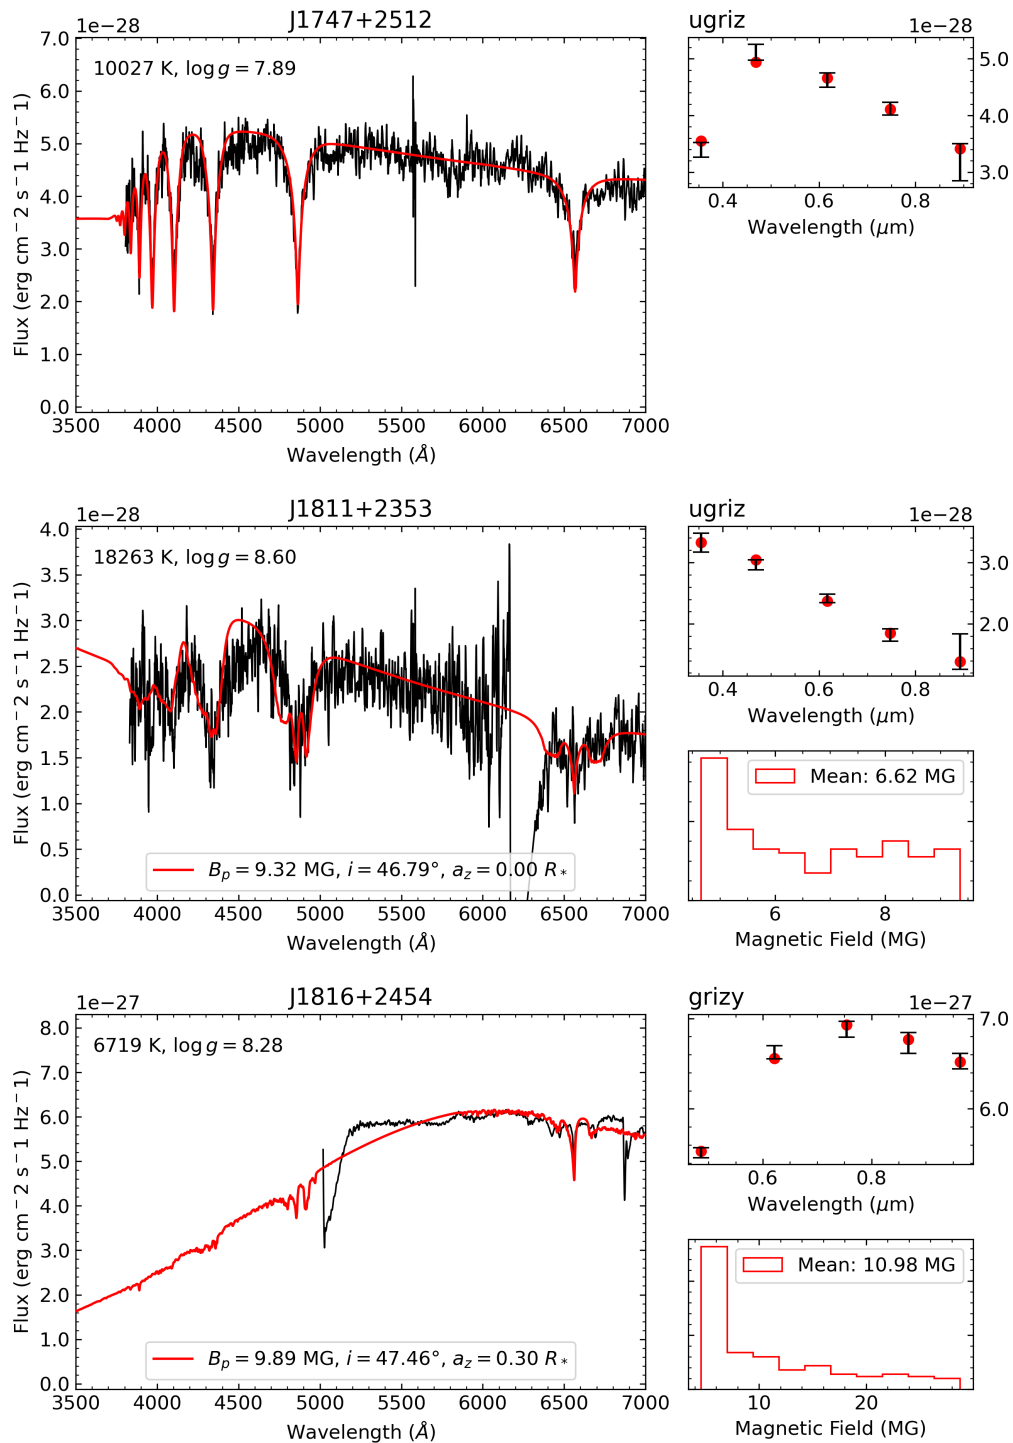 J1747+2512
1e−28
10027 K, log g = 7.89
7.0
6.0
5.0
4.0
3.0
2.0
1.0
0.0
Flux (erg cm−2 s−1 Hz−1)
3500 4000 4500 5000 5500 6000 6500 7000
Wavelength (Å)
ugriz 1e−28
5.0
4.0
3.0
0.4 0.6 0.8
Wavelength (μm)
J1811+2353
1e−28
18263 K, log g = 8.60
4.0
3.5
3.0
2.5
2.0
1.5
1.0
0.5
0.0
Flux (erg cm−2 s−1 Hz−1)
B_p = 9.32 MG, i = 46.79°, a_z = 0.00 R_*
3500 4000 4500 5000 5500 6000 6500 7000
Wavelength (Å)
ugriz 1e−28
3.0
2.0
0.4 0.6 0.8
Wavelength (μm)
Mean: 6.62 MG
6 8
Magnetic Field (MG)
J1816+2454
1e−27
6719 K, log g = 8.28
8.0
7.0
6.0
5.0
4.0
3.0
2.0
1.0
0.0
Flux (erg cm−2 s−1 Hz−1)
B_p = 9.89 MG, i = 47.46°, a_z = 0.30 R_*
3500 4000 4500 5000 5500 6000 6500 7000
Wavelength (Å)
grizy 1e−27
7.0
6.0
0.6 0.8
Wavelength (μm)
Mean: 10.98 MG
10 20
Magnetic Field (MG)